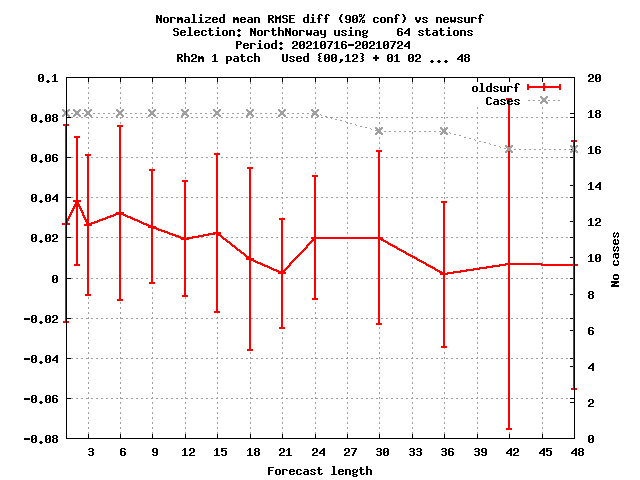 Normalized mean RMSE diff (90% conf) vs newsurf
Selection: NorthNorway using    64 stations
Period: 20210716-20210724
Rh2m 1 patch   Used {00,12} + 01 02 ... 48
oldsurf
Cases
0.1
0.08
0.06
0.04
0.02
0
-0.02
-0.04
-0.06
-0.08
20
18
16
14
12
10
8
6
4
2
0
No cases
3 6 9 12 15 18 21 24 27 30 33 36 39 42 45 48
Forecast length